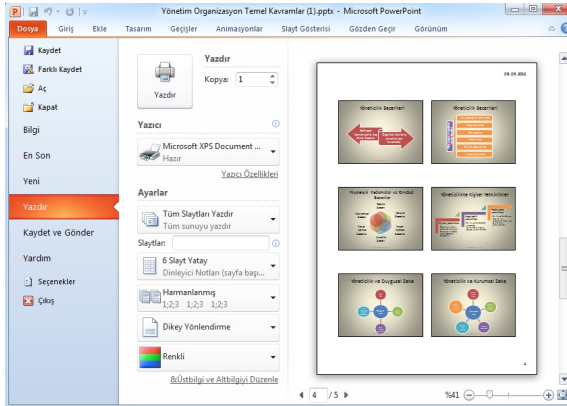 Yönetim Organizasyon Temel Kavramlar (1).pptx - Microsoft PowerPoint
Dosya Giriş Ekle Tasarım Geçişler Animasyonlar Slayt Gösterisi Gözden Geçir Görünüm
Kaydet
Farklı Kaydet
Aç
Kapat
Bilgi
En Son
Yeni
Yazdır
Kaydet ve Gönder
Yardım
Seçenekler
Çıkış
Yazdır
Yazdır
Kopya: 1
Yazıcı
Microsoft XPS Document ...
Hazır
Yazıcı Özellikleri
Ayarlar
Tüm Slaytları Yazdır
Tüm sunuyu yazdır
Slaytlar:
6 Slayt Yatay
Dinleyici Notları (sayfa başı...
Harmanlanmış
1;2;3 1;2;3 1;2;3
Dikey Yönlendirme
Renkli
&Üstbilgi ve Altbilgiyi Düzenle
Yöneticilik Becerileri
Yöneticilik Becerileri
Yöneticilikte Kişisel Yetkinlikler
Yöneticilik ve Duygusal Zeka
Yöneticilik ve Kurumsal Zeka
4 / 5
%41